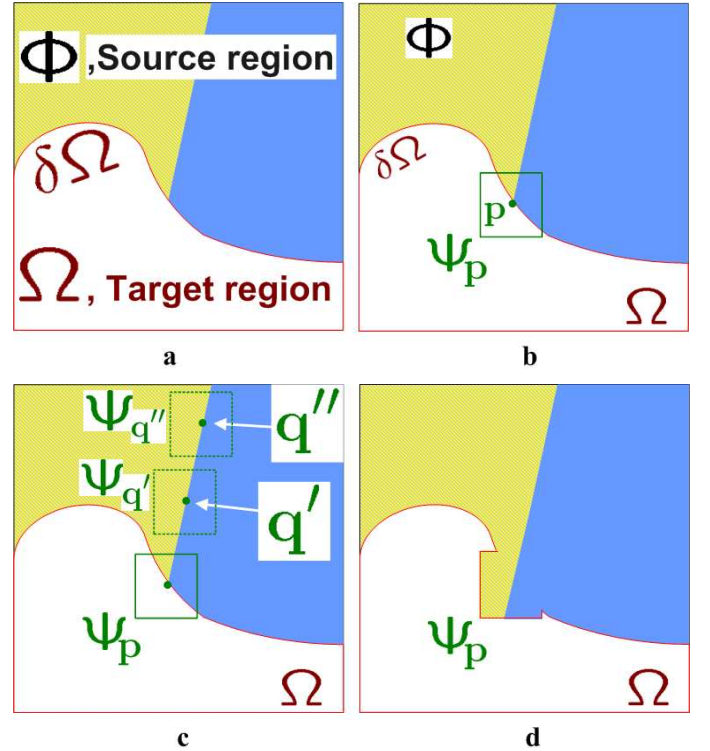 Φ ,Source region
δΩ
Ω, Target region
a
Φ
δΩ
p
Ψp
Ω
b
Ψq′′
q′′
Ψq′
q′
Ψp
Ω
c
Ψp
Ω
d